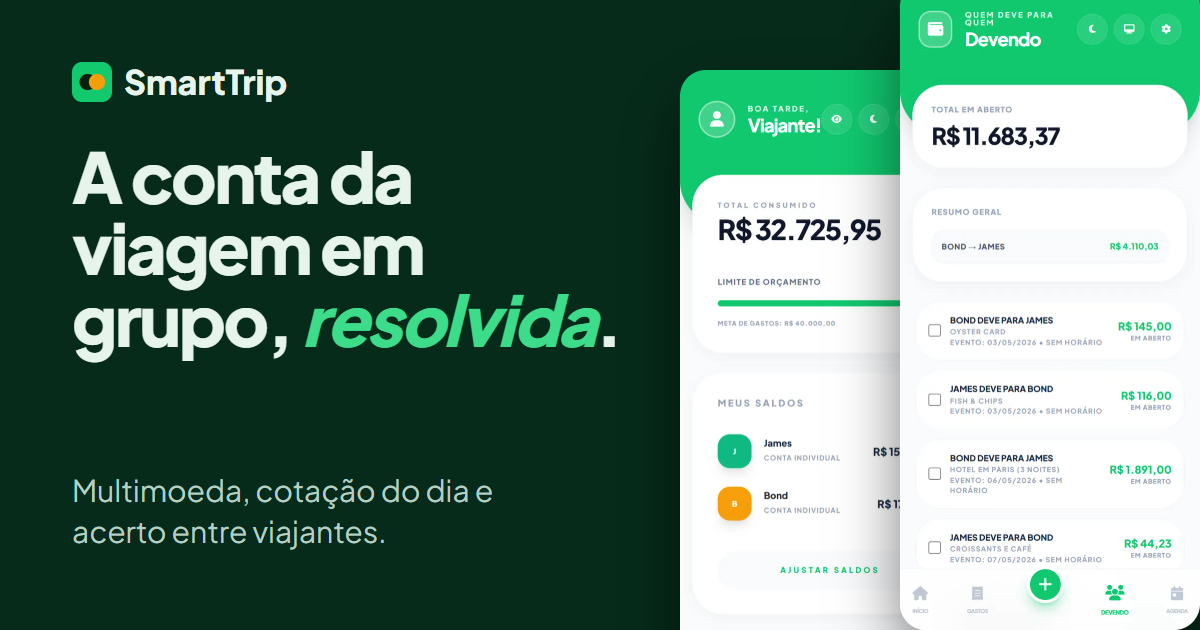 SmartTrip
A conta da
viagem em
grupo, resolvida.
Multimoeda, cotação do dia e
acerto entre viajantes.
BOA TARDE,
Viajante!
TOTAL CONSUMIDO
R$ 32.725,95
LIMITE DE ORÇAMENTO
META DE GASTOS: R$ 40.000,00
MEUS SALDOS
J
James
CONTA INDIVIDUAL
R$ 15
B
Bond
CONTA INDIVIDUAL
R$ 17
AJUSTAR SALDOS
QUEM DEVE PARA
QUEM
Devendo
TOTAL EM ABERTO
R$ 11.683,37
RESUMO GERAL
BOND → JAMES
R$ 4.110,03
BOND DEVE PARA JAMES
OYSTER CARD
EVENTO: 03/05/2026 • SEM HORÁRIO
R$ 145,00
EM ABERTO
JAMES DEVE PARA BOND
FISH & CHIPS
EVENTO: 03/05/2026 • SEM HORÁRIO
R$ 116,00
EM ABERTO
BOND DEVE PARA JAMES
HOTEL EM PARIS (3 NOITES)
EVENTO: 06/05/2026 • SEM
HORÁRIO
R$ 1.891,00
EM ABERTO
JAMES DEVE PARA BOND
CROISSANTS E CAFÉ
EVENTO: 07/05/2026 • SEM HORÁRIO
R$ 44,23
EM ABERTO
INÍCIO
GASTOS
DEVENDO
AGENDA